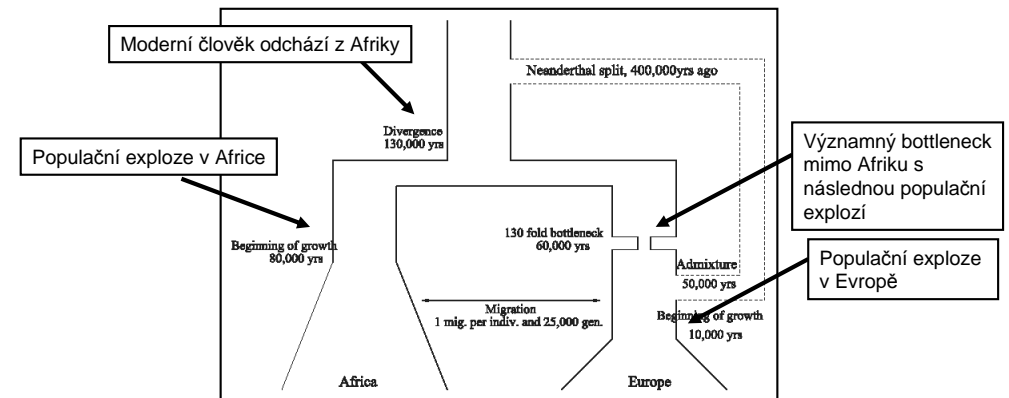 Moderní člověk odchází z Afriky
Neanderthal split, 400,000yrs ago
Divergence
130,000 yrs
Populační exploze v Africe
Významný bottleneck
mimo Afriku s
následnou populační
explozí
130 fold bottleneck
60,000 yrs
Beginning of growth
80,000 yrs
Admixture
50,000 yrs
Populační exploze
v Evropě
Migration
1 mig. per indiv. and 25,000 gen.
Beginning of growth
10,000 yrs
Africa
Europe